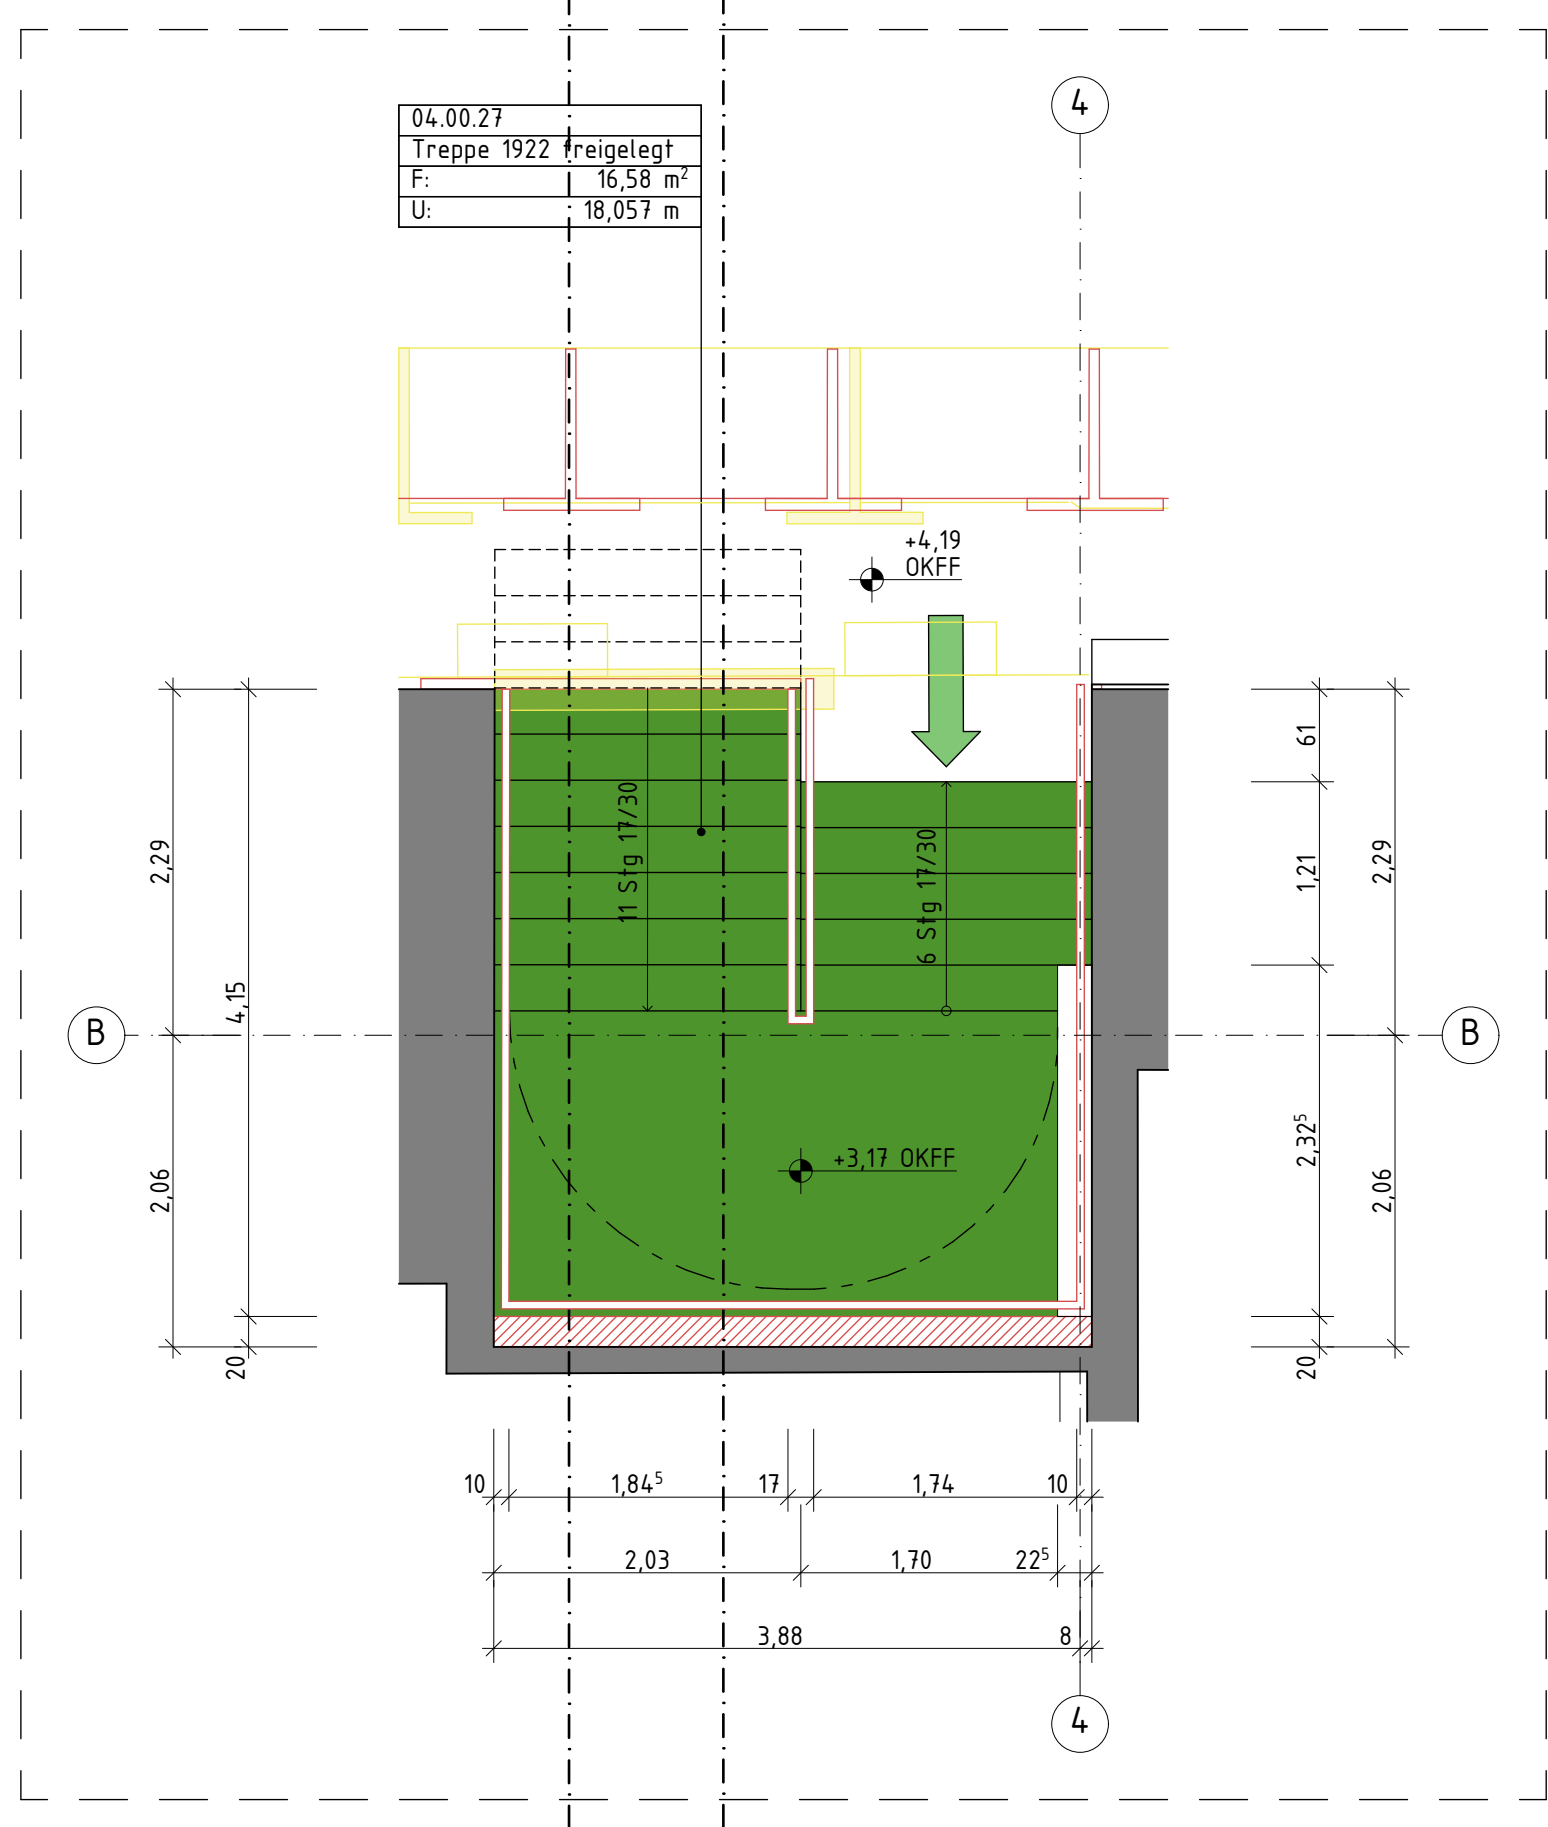 4
04.00.27
Treppe 1922 freigelegt
F: 16,58 m²
U: 18,057 m
+4,19
OKFF
61
2,29
11 Stg 17/30
6 Stg 17/30
1,21
2,29
4,15
B
B
+3,17 OKFF
2,06
2,32⁵
2,06
20
20
10 1,84⁵ 17 1,74 10
2,03 1,70 22⁵
3,88 8
4